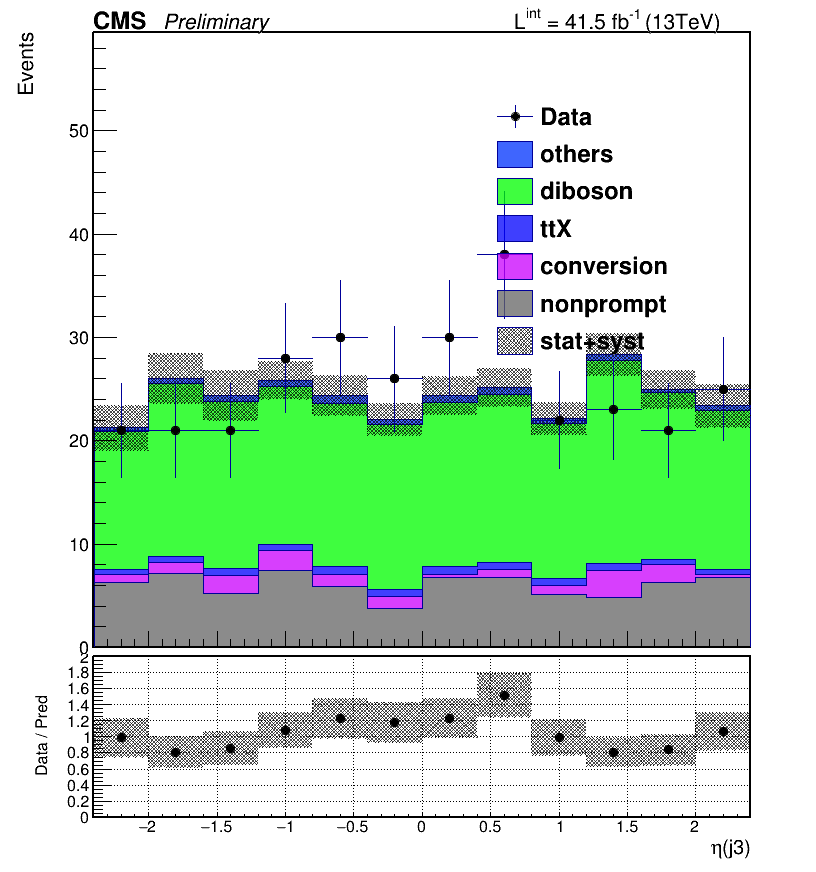 CMS Preliminary
L^int = 41.5 fb^-1 (13TeV)
Events
50
40
30
20
10
0
Data
others
diboson
ttX
conversion
nonprompt
stat+syst
Data / Pred
2
1.8
1.6
1.4
1.2
1
0.8
0.6
0.4
0.2
0
−2 −1.5 −1 −0.5 0 0.5 1 1.5 2
η(j3)